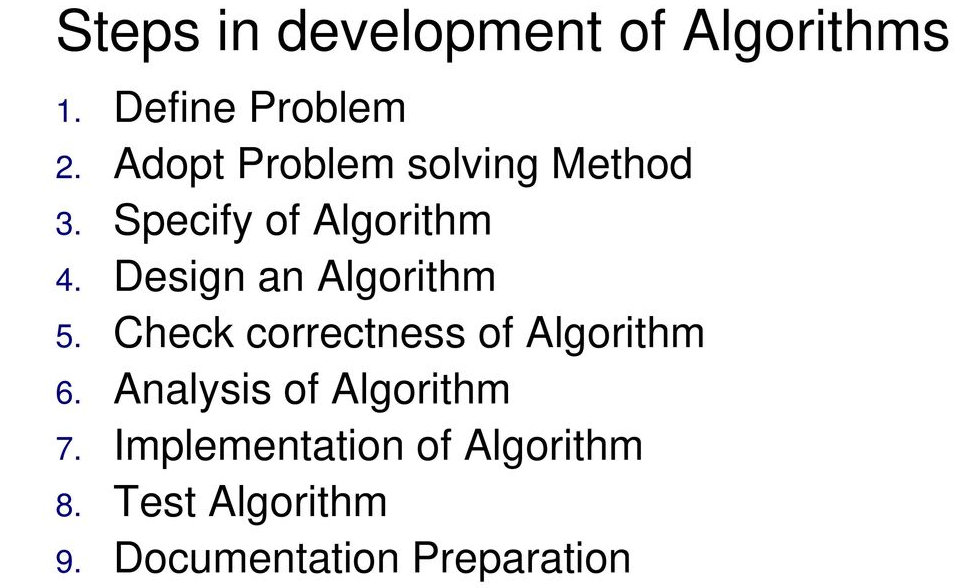 Steps in development of Algorithms
1. Define Problem
2. Adopt Problem solving Method
3. Specify of Algorithm
4. Design an Algorithm
5. Check correctness of Algorithm
6. Analysis of Algorithm
7. Implementation of Algorithm
8. Test Algorithm
9. Documentation Preparation